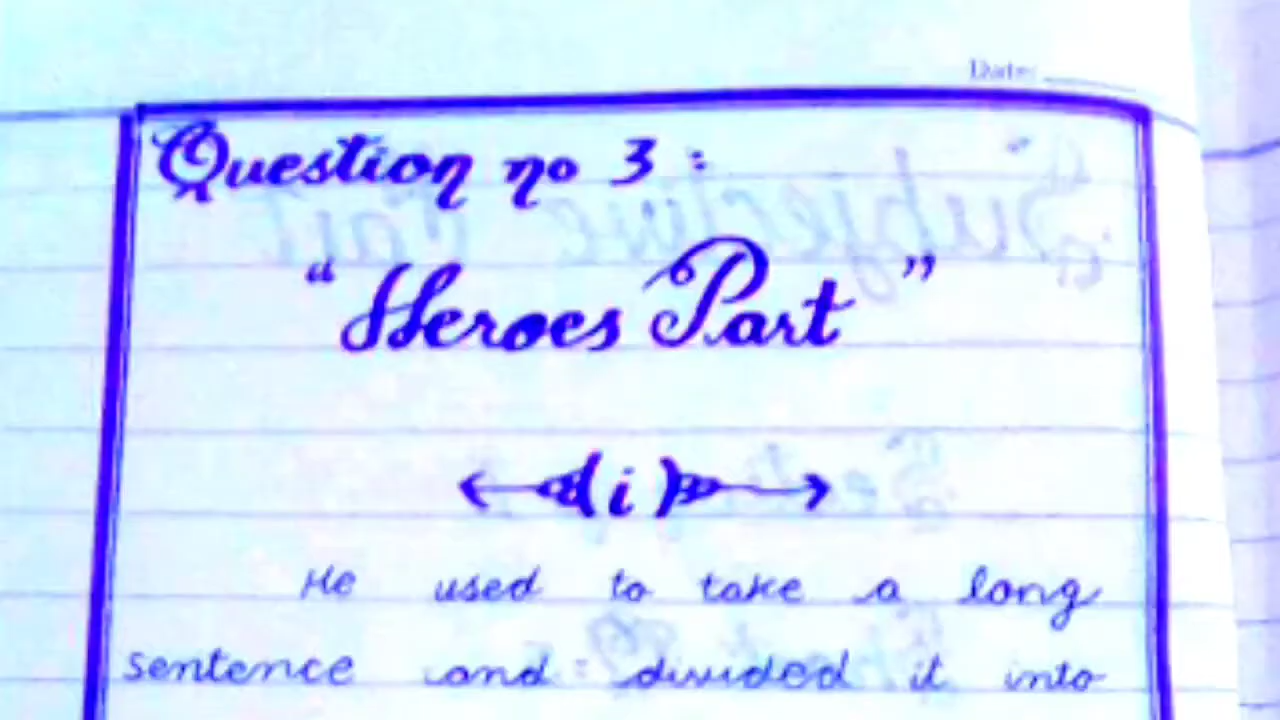 Date:
Question no 3 :
“ Heroes Part ”
(i)
He used to take a long
sentence and divided it into